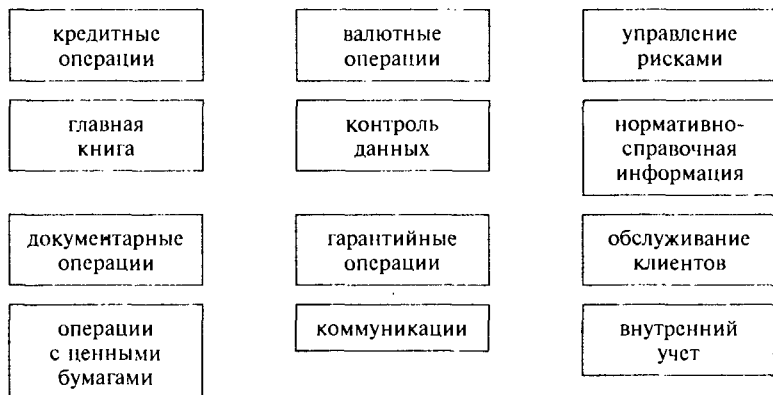 кредитные
операции
валютные
операции
управление
рисками
главная
книга
контроль
данных
нормативно-
справочная
информация
документарные
операции
гарантийные
операции
обслуживание
клиентов
операции
с ценными
бумагами
коммуникации
внутренний
учет